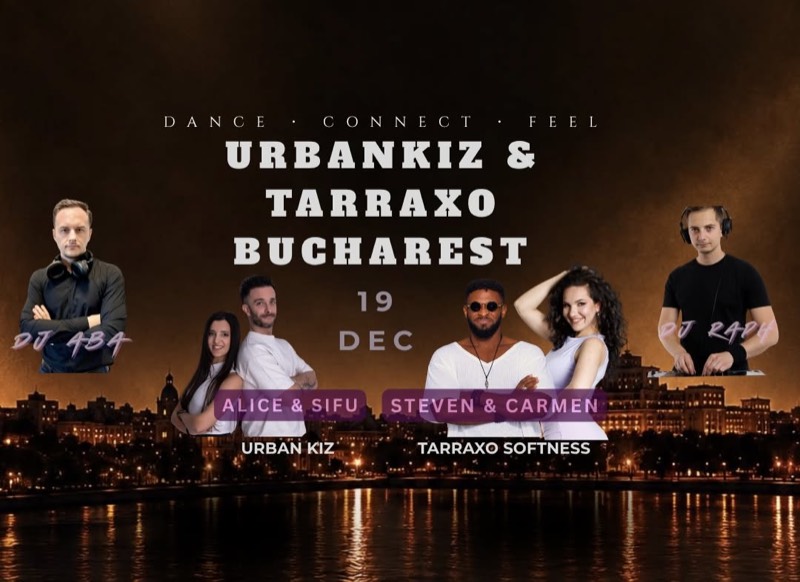 DANCE · CONNECT · FEEL
URBANKIZ &
TARRAXO
BUCHAREST
19
DEC
DJ ABA
DJ RAPH
ALICE & SIFU
STEVEN & CARMEN
URBAN KIZ
TARRAXO SOFTNESS